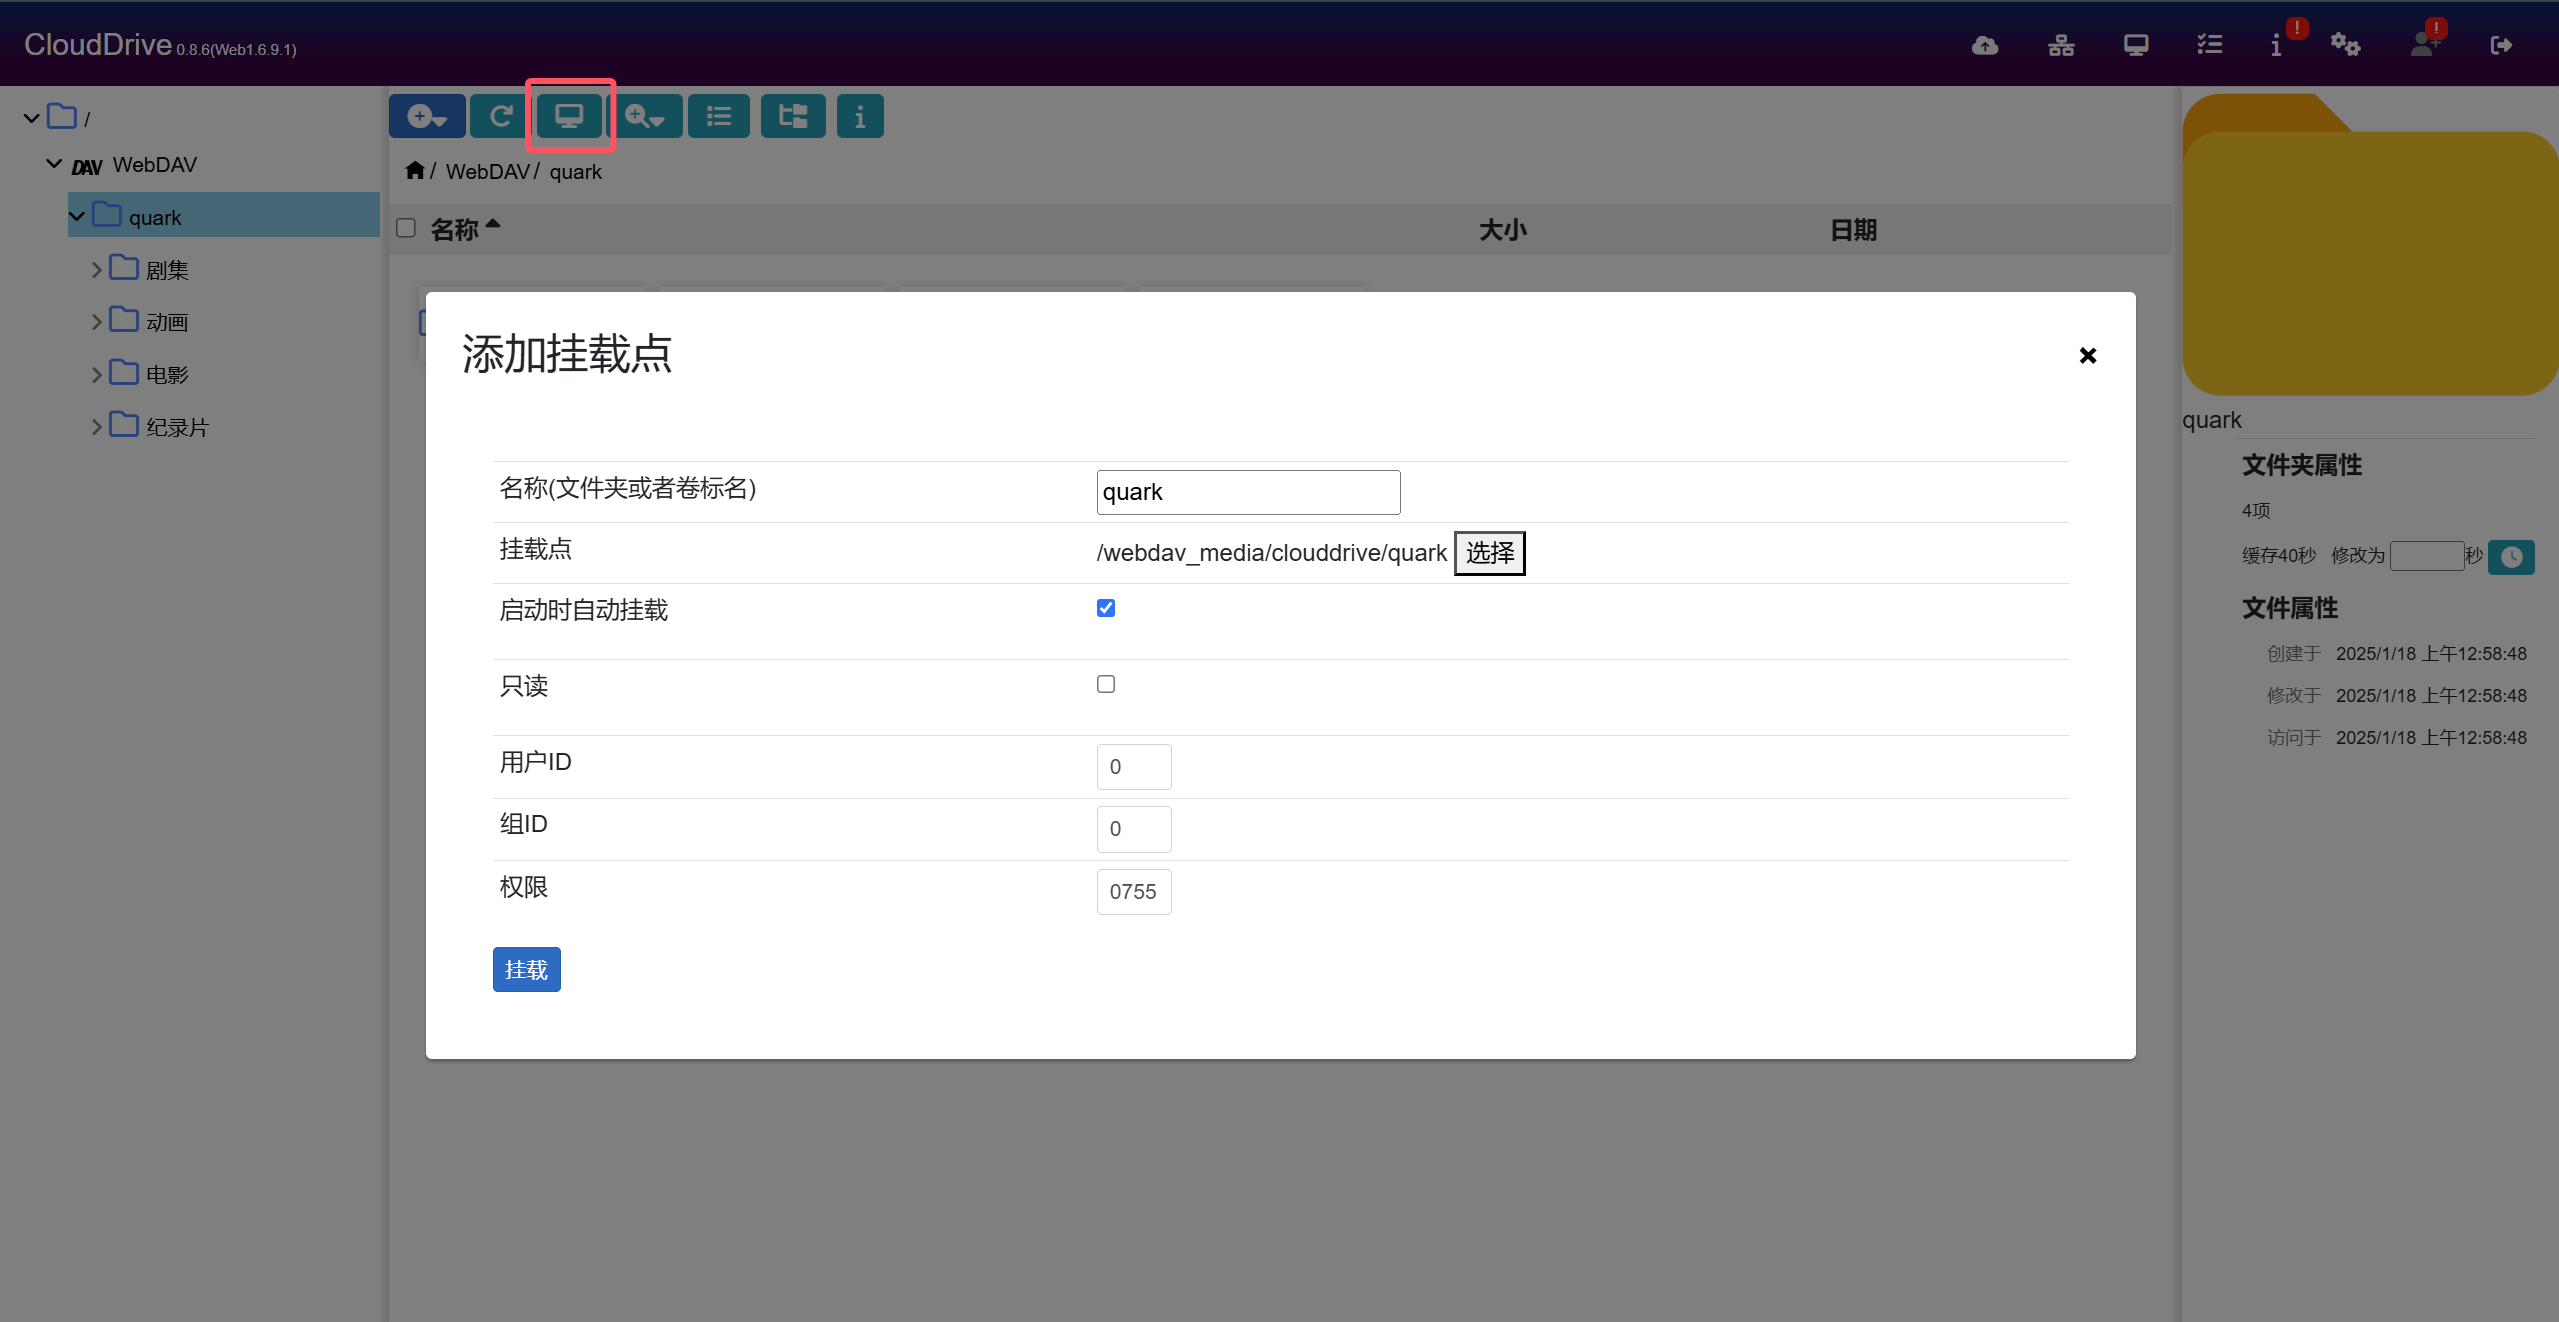 CloudDrive 0.8.6(Web1.6.9.1)
/
DAV WebDAV
quark
剧集
动画
电影
纪录片
/ WebDAV / quark
名称 大小 日期
添加挂载点
名称(文件夹或者卷标名) quark
挂载点 /webdav_media/clouddrive/quark 选择
启动时自动挂载
只读
用户ID 0
组ID 0
权限 0755
挂载
quark
文件夹属性
4项
缓存40秒 修改为 秒
文件属性
创建于 2025/1/18 上午12:58:48
修改于 2025/1/18 上午12:58:48
访问于 2025/1/18 上午12:58:48